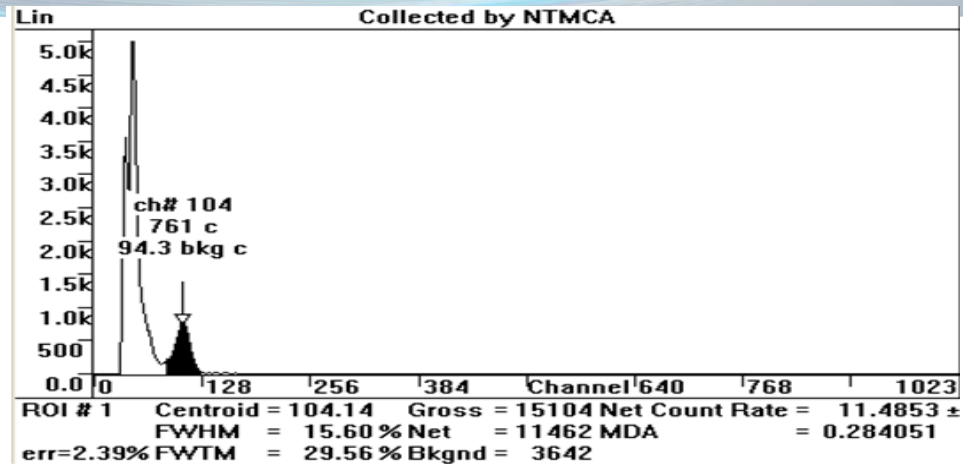 Lin Collected by NTMCA
5.0k
4.5k
4.0k
3.5k
3.0k
ch# 104
2.5k
761 c
2.0k
94.3 bkg c
1.5k
1.0k
500
0.0 0 128 256 384 Channel 640 768 1023
ROI # 1 Centroid = 104.14 Gross = 15104 Net Count Rate = 11.4853 ±
FWHM = 15.60 % Net = 11462 MDA = 0.284051
err=2.39% FWTM = 29.56 % Bkgnd = 3642